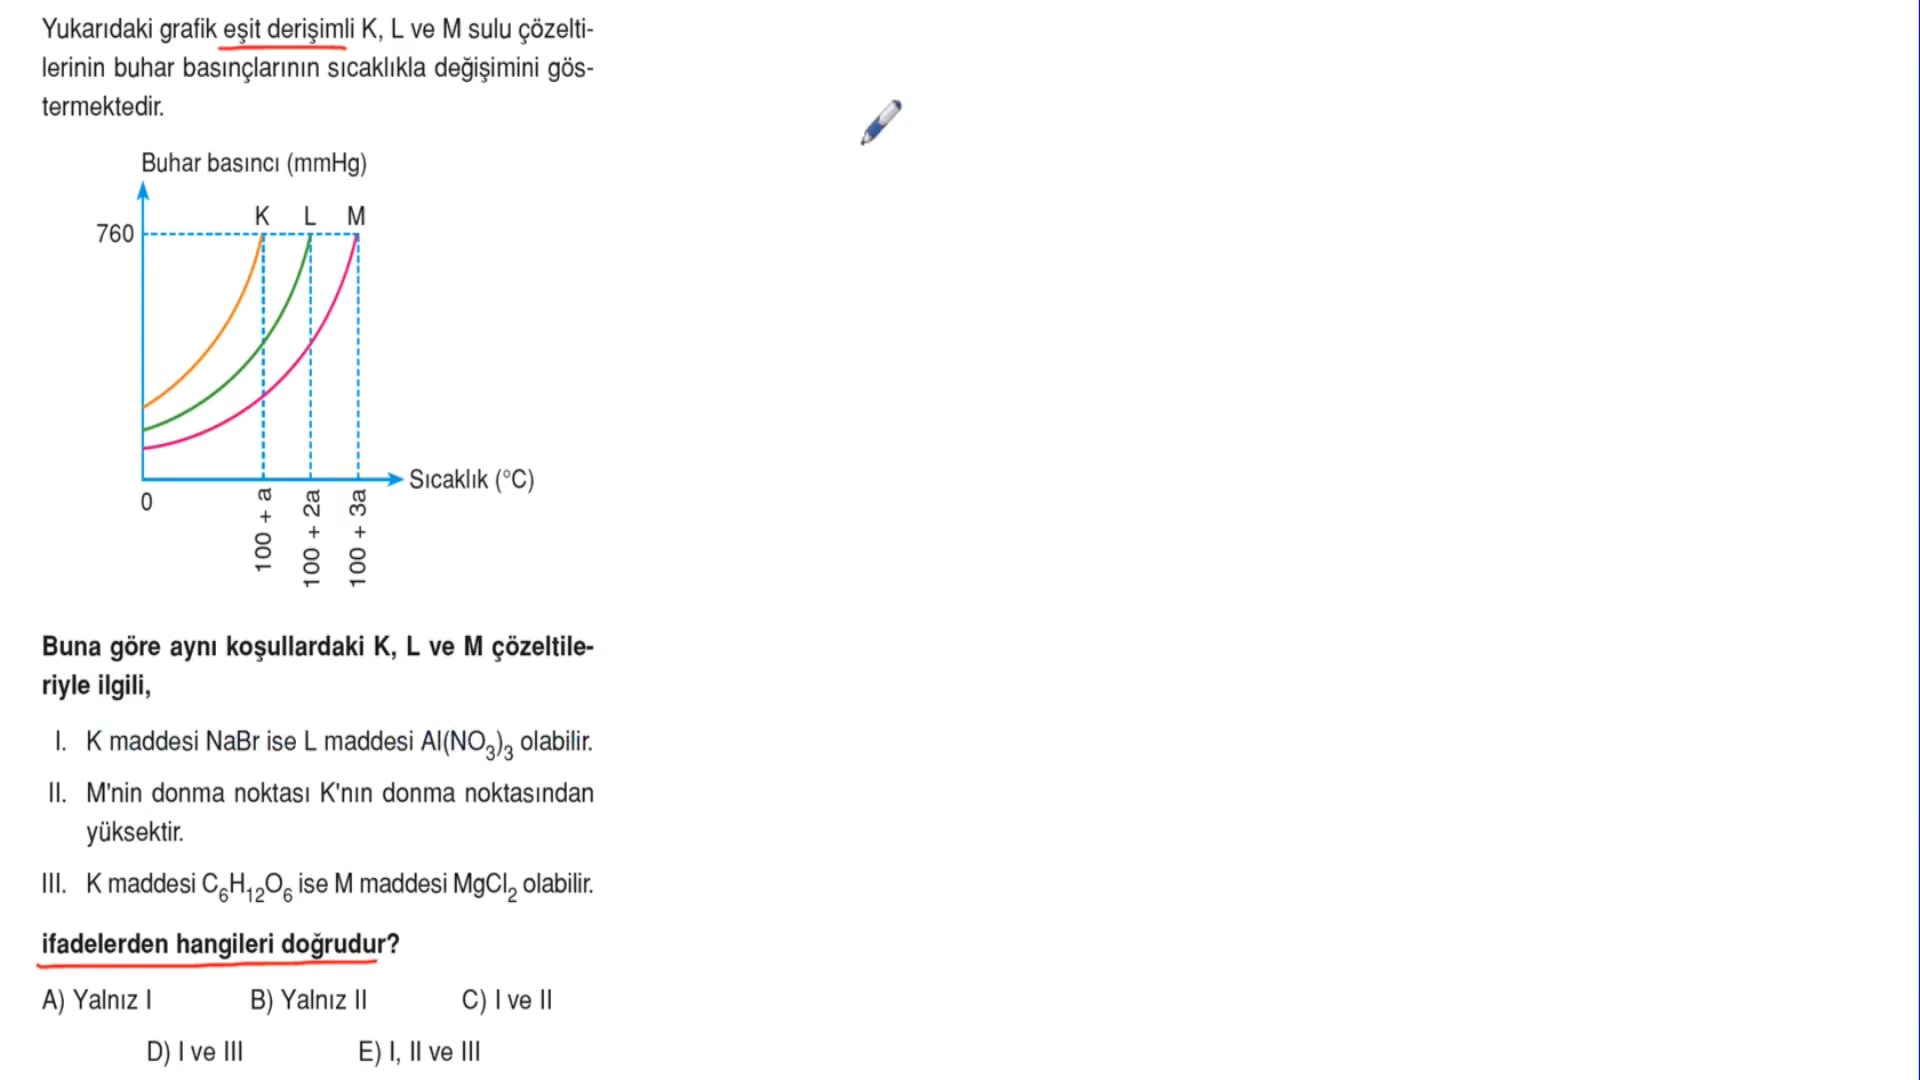 Yukarıdaki grafik eşit derişimli K, L ve M sulu çözelti-
lerinin buhar basınçlarının sıcaklıkla değişimini gös-
termektedir.
Buhar basıncı (mmHg)
K L M
760
Sıcaklık (°C)
0
100 + a
100 + 2a
100 + 3a
Buna göre aynı koşullardaki K, L ve M çözeltile-
riyle ilgili,
I. K maddesi NaBr ise L maddesi Al(NO₃)₃ olabilir.
II. M'nin donma noktası K'nın donma noktasından
yüksektir.
III. K maddesi C₆H₁₂O₆ ise M maddesi MgCl₂ olabilir.
ifadelerden hangileri doğrudur?
A) Yalnız I B) Yalnız II C) I ve II
D) I ve III E) I, II ve III